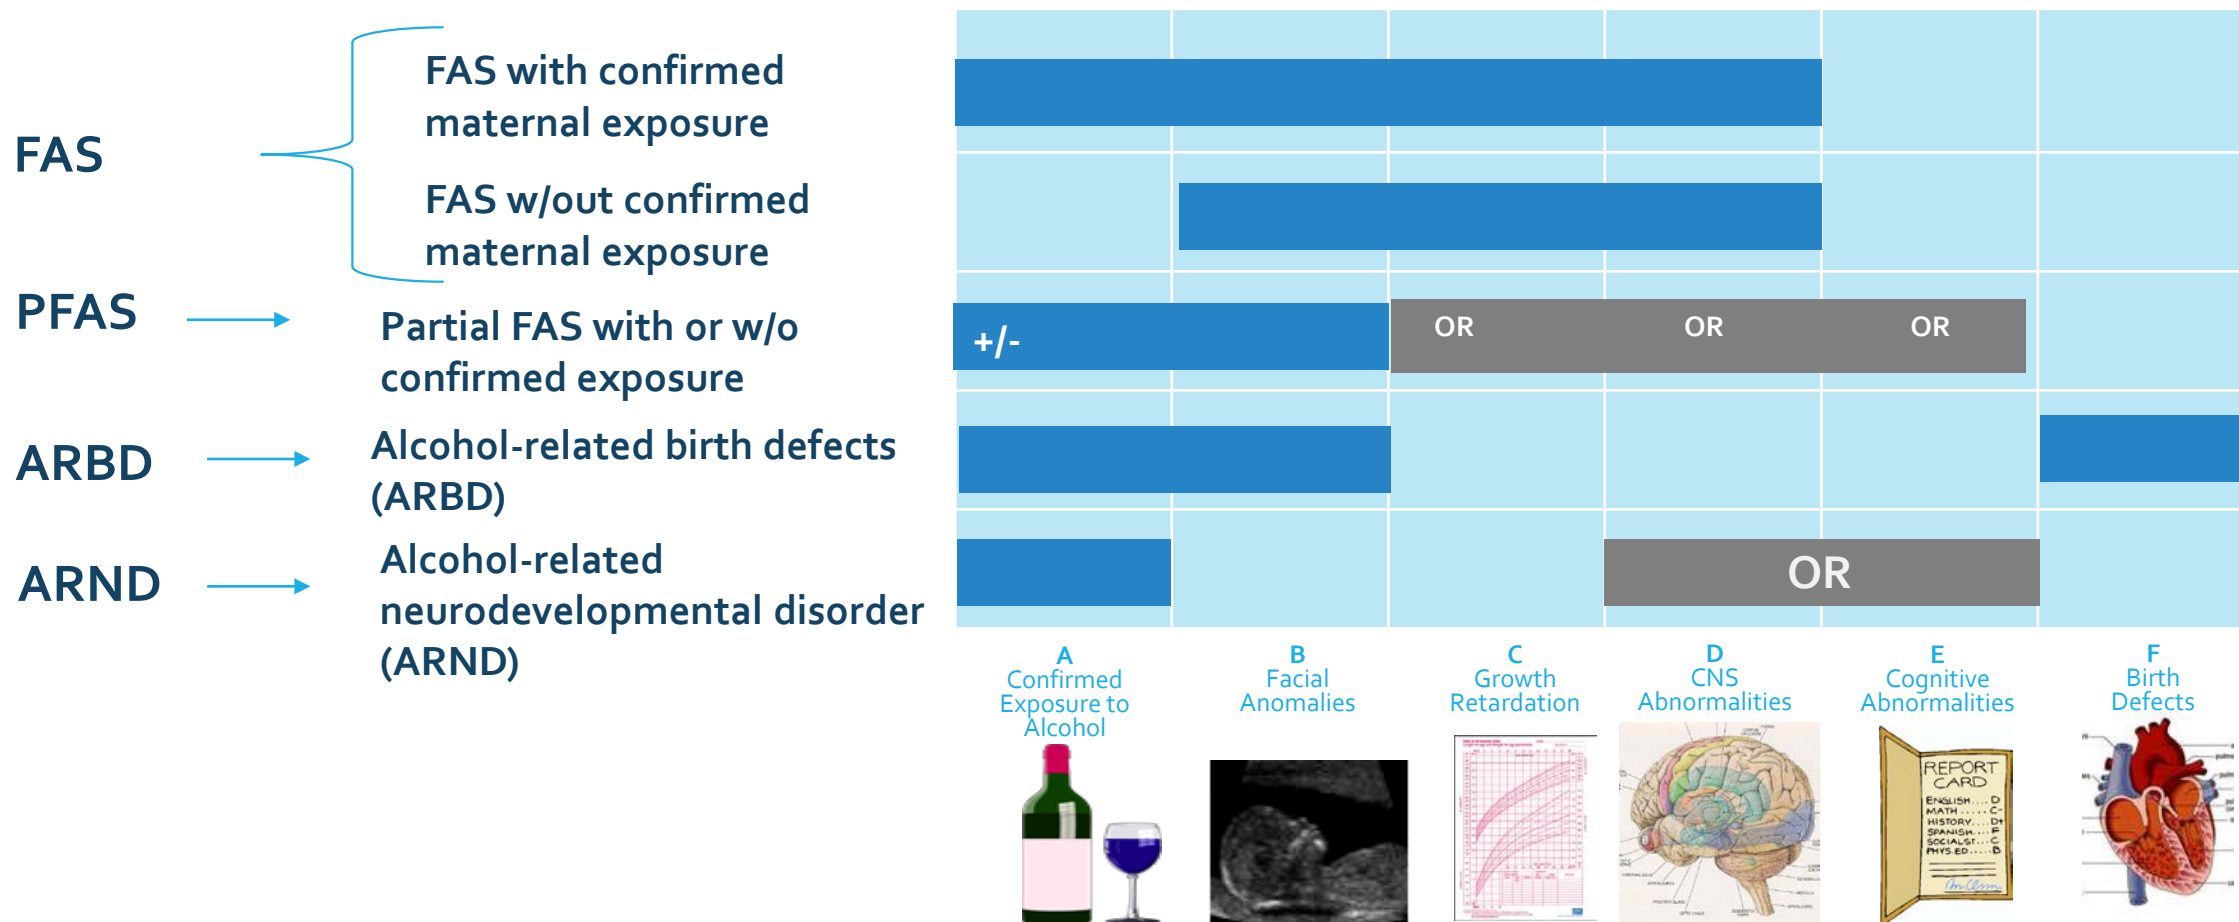 FAS
FAS with confirmed
maternal exposure
FAS w/out confirmed
maternal exposure
PFAS
Partial FAS with or w/o
confirmed exposure
+/-
OR
OR
OR
ARBD
Alcohol-related birth defects
(ARBD)
ARND
Alcohol-related
neurodevelopmental disorder
(ARND)
OR
A
Confirmed
Exposure to
Alcohol
B
Facial
Anomalies
C
Growth
Retardation
D
CNS
Abnormalities
E
Cognitive
Abnormalities
F
Birth
Defects
REPORT
CARD
ENGLISH.... D
MATH ..... C-
HISTORY.... D+
SPANISH.... F
SOCIALST... C
PHYS.ED.... B